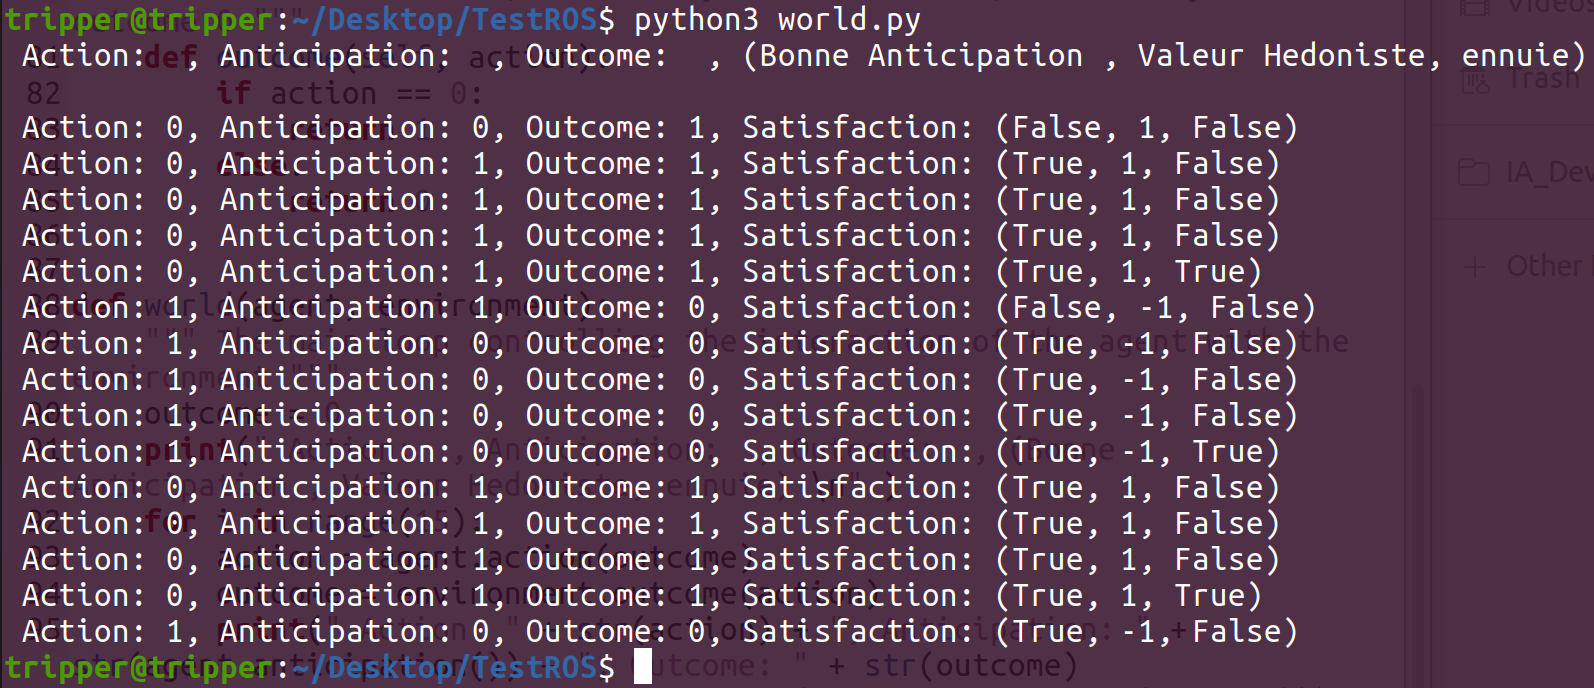 tripper@tripper:~/Desktop/TestROS$ python3 world.py
Action:  , Anticipation:  , Outcome:  , (Bonne Anticipation , Valeur Hedoniste, ennuie)
Action: 0, Anticipation: 0, Outcome: 1, Satisfaction: (False, 1, False)
Action: 0, Anticipation: 1, Outcome: 1, Satisfaction: (True, 1, False)
Action: 0, Anticipation: 1, Outcome: 1, Satisfaction: (True, 1, False)
Action: 0, Anticipation: 1, Outcome: 1, Satisfaction: (True, 1, False)
Action: 0, Anticipation: 1, Outcome: 1, Satisfaction: (True, 1, True)
Action: 1, Anticipation: 1, Outcome: 0, Satisfaction: (False, -1, False)
Action: 1, Anticipation: 0, Outcome: 0, Satisfaction: (True, -1, False)
Action: 1, Anticipation: 0, Outcome: 0, Satisfaction: (True, -1, False)
Action: 1, Anticipation: 0, Outcome: 0, Satisfaction: (True, -1, False)
Action: 1, Anticipation: 0, Outcome: 0, Satisfaction: (True, -1, True)
Action: 0, Anticipation: 1, Outcome: 1, Satisfaction: (True, 1, False)
Action: 0, Anticipation: 1, Outcome: 1, Satisfaction: (True, 1, False)
Action: 0, Anticipation: 1, Outcome: 1, Satisfaction: (True, 1, False)
Action: 0, Anticipation: 1, Outcome: 1, Satisfaction: (True, 1, True)
Action: 1, Anticipation: 0, Outcome: 0, Satisfaction: (True, -1, False)
tripper@tripper:~/Desktop/TestROS$
82 if action == 0:
Videos
Trash
IA_Dev
+ Other